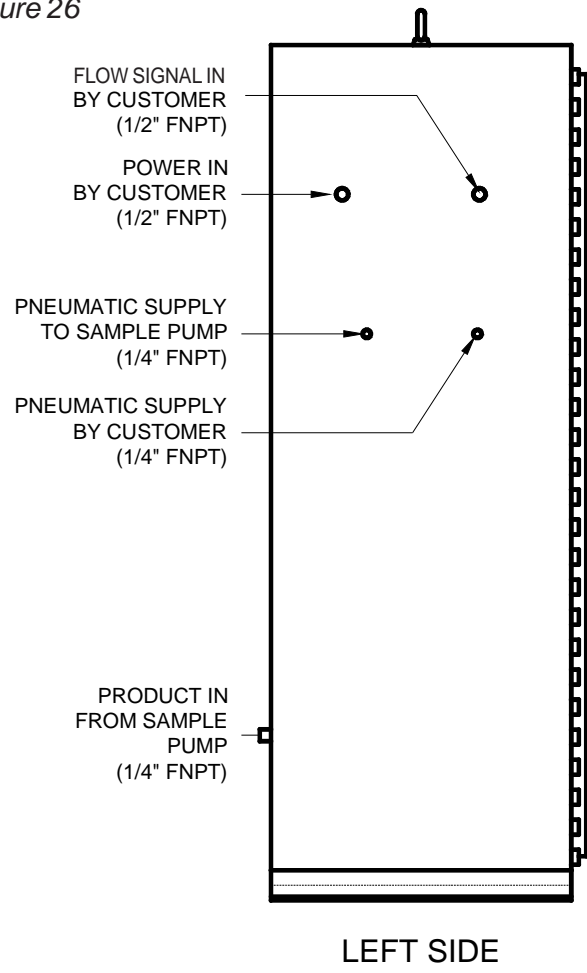 26
FLOW SIGNAL IN
BY CUSTOMER
(1/2" FNPT)
POWER IN
BY CUSTOMER
(1/2" FNPT)
PNEUMATIC SUPPLY
TO SAMPLE PUMP
(1/4" FNPT)
PNEUMATIC SUPPLY
BY CUSTOMER
(1/4" FNPT)
PRODUCT IN
FROM SAMPLE
PUMP
(1/4" FNPT)
LEFT SIDE